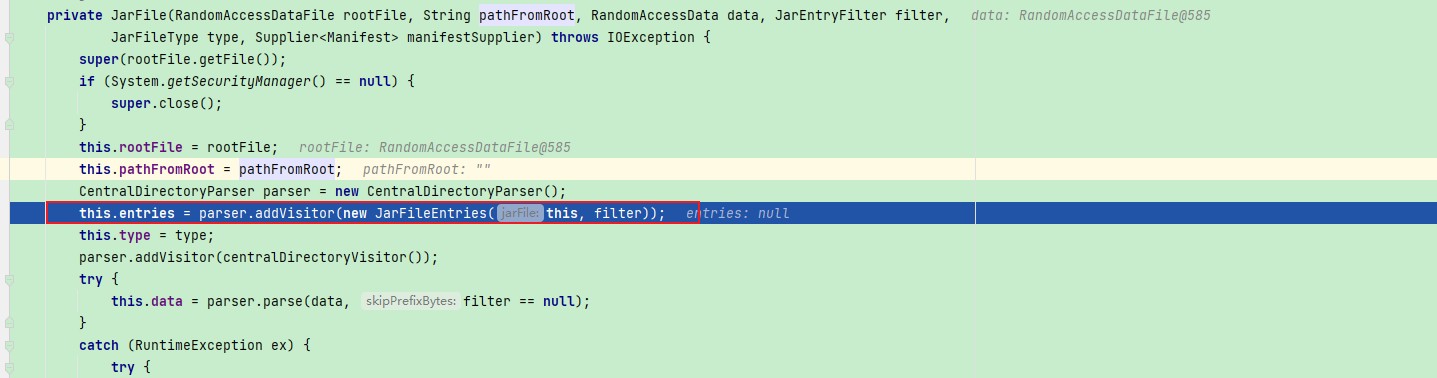 private JarFile(RandomAccessDataFile rootFile, String pathFromRoot, RandomAccessData data, JarEntryFilter filter,   data: RandomAccessDataFile@585
        JarFileType type, Supplier<Manifest> manifestSupplier) throws IOException {
    super(rootFile.getFile());
    if (System.getSecurityManager() == null) {
        super.close();
    }
    this.rootFile = rootFile;   rootFile: RandomAccessDataFile@585
    this.pathFromRoot = pathFromRoot;   pathFromRoot: ""
    CentralDirectoryParser parser = new CentralDirectoryParser();
    this.entries = parser.addVisitor(new JarFileEntries( jarFile: this, filter));   entries: null
    this.type = type;
    parser.addVisitor(centralDirectoryVisitor());
    try {
        this.data = parser.parse(data,  skipPrefixBytes: filter == null);
    }
    catch (RuntimeException ex) {
        try {